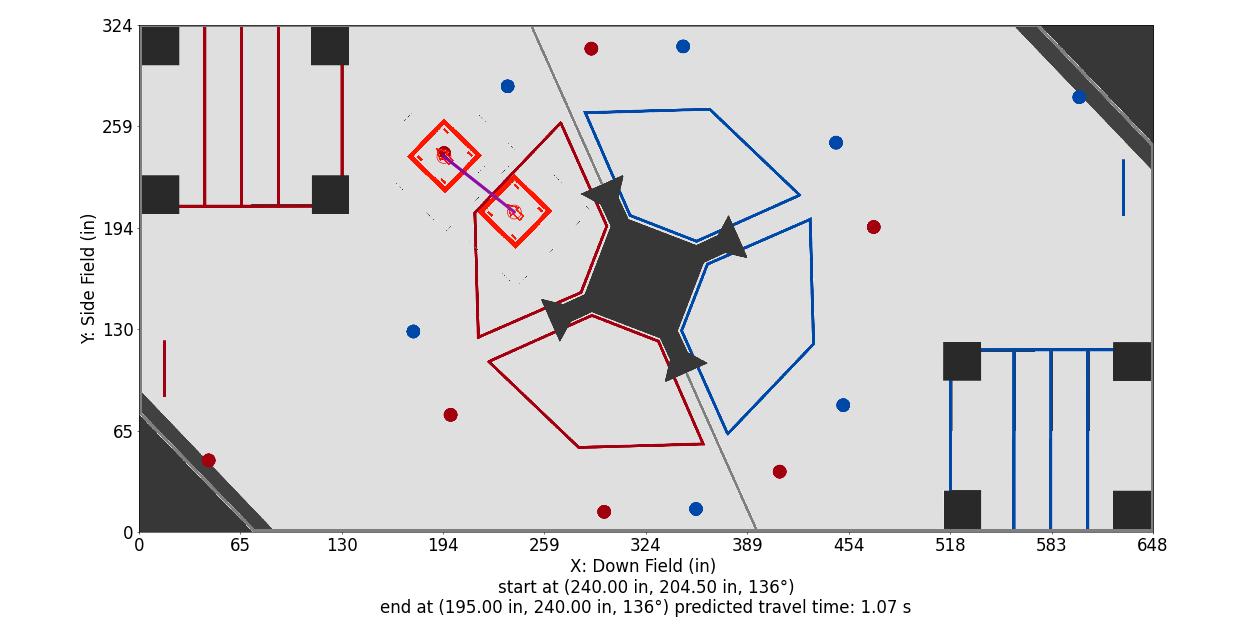 324
259
194
130
65
0
Y: Side Field (in)
0 65 130 194 259 324 389 454 518 583 648
X: Down Field (in)
start at (240.00 in, 204.50 in, 136°)
end at (195.00 in, 240.00 in, 136°) predicted travel time: 1.07 s